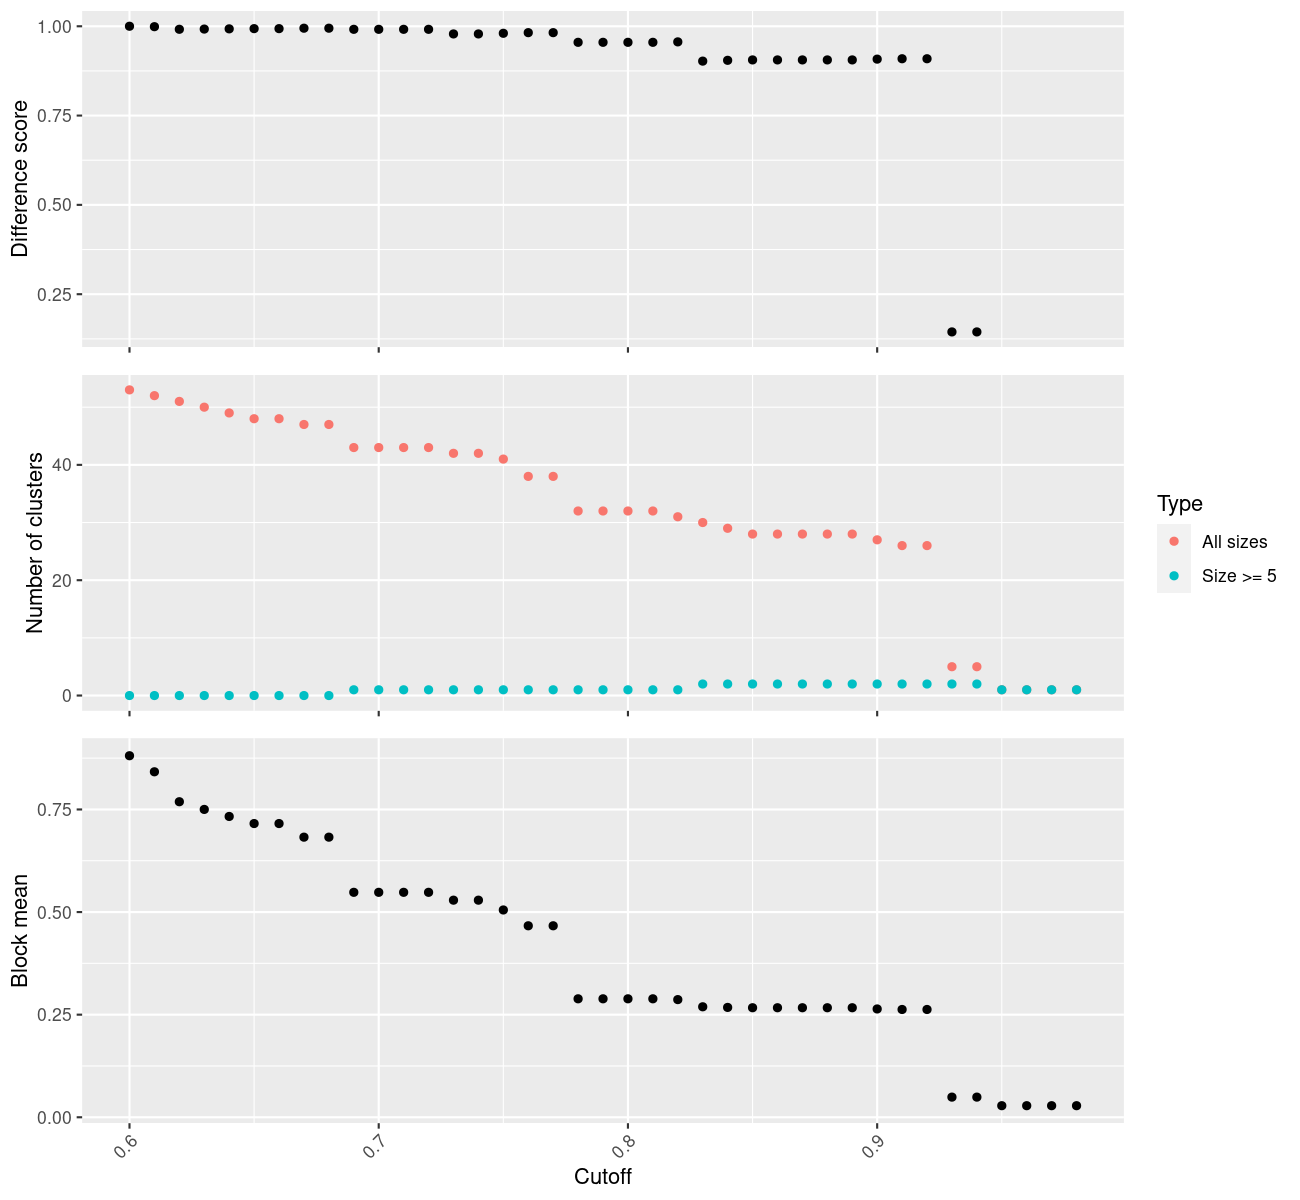 Difference score
1.00
0.75
0.50
0.25
Number of clusters
40
20
0
Type
All sizes
Size >= 5
Block mean
0.75
0.50
0.25
0.00
0.6
0.7
0.8
0.9
Cutoff